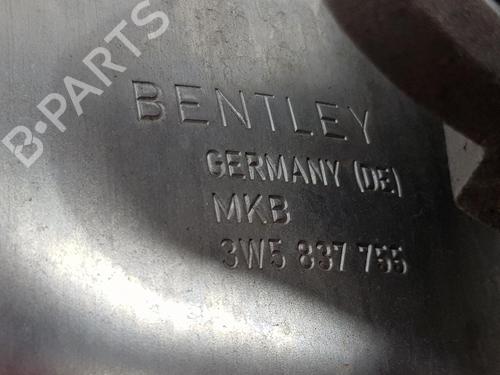 B-PARTS
BENTLEY
GERMANY (DE)
MKB
3W5 837 755